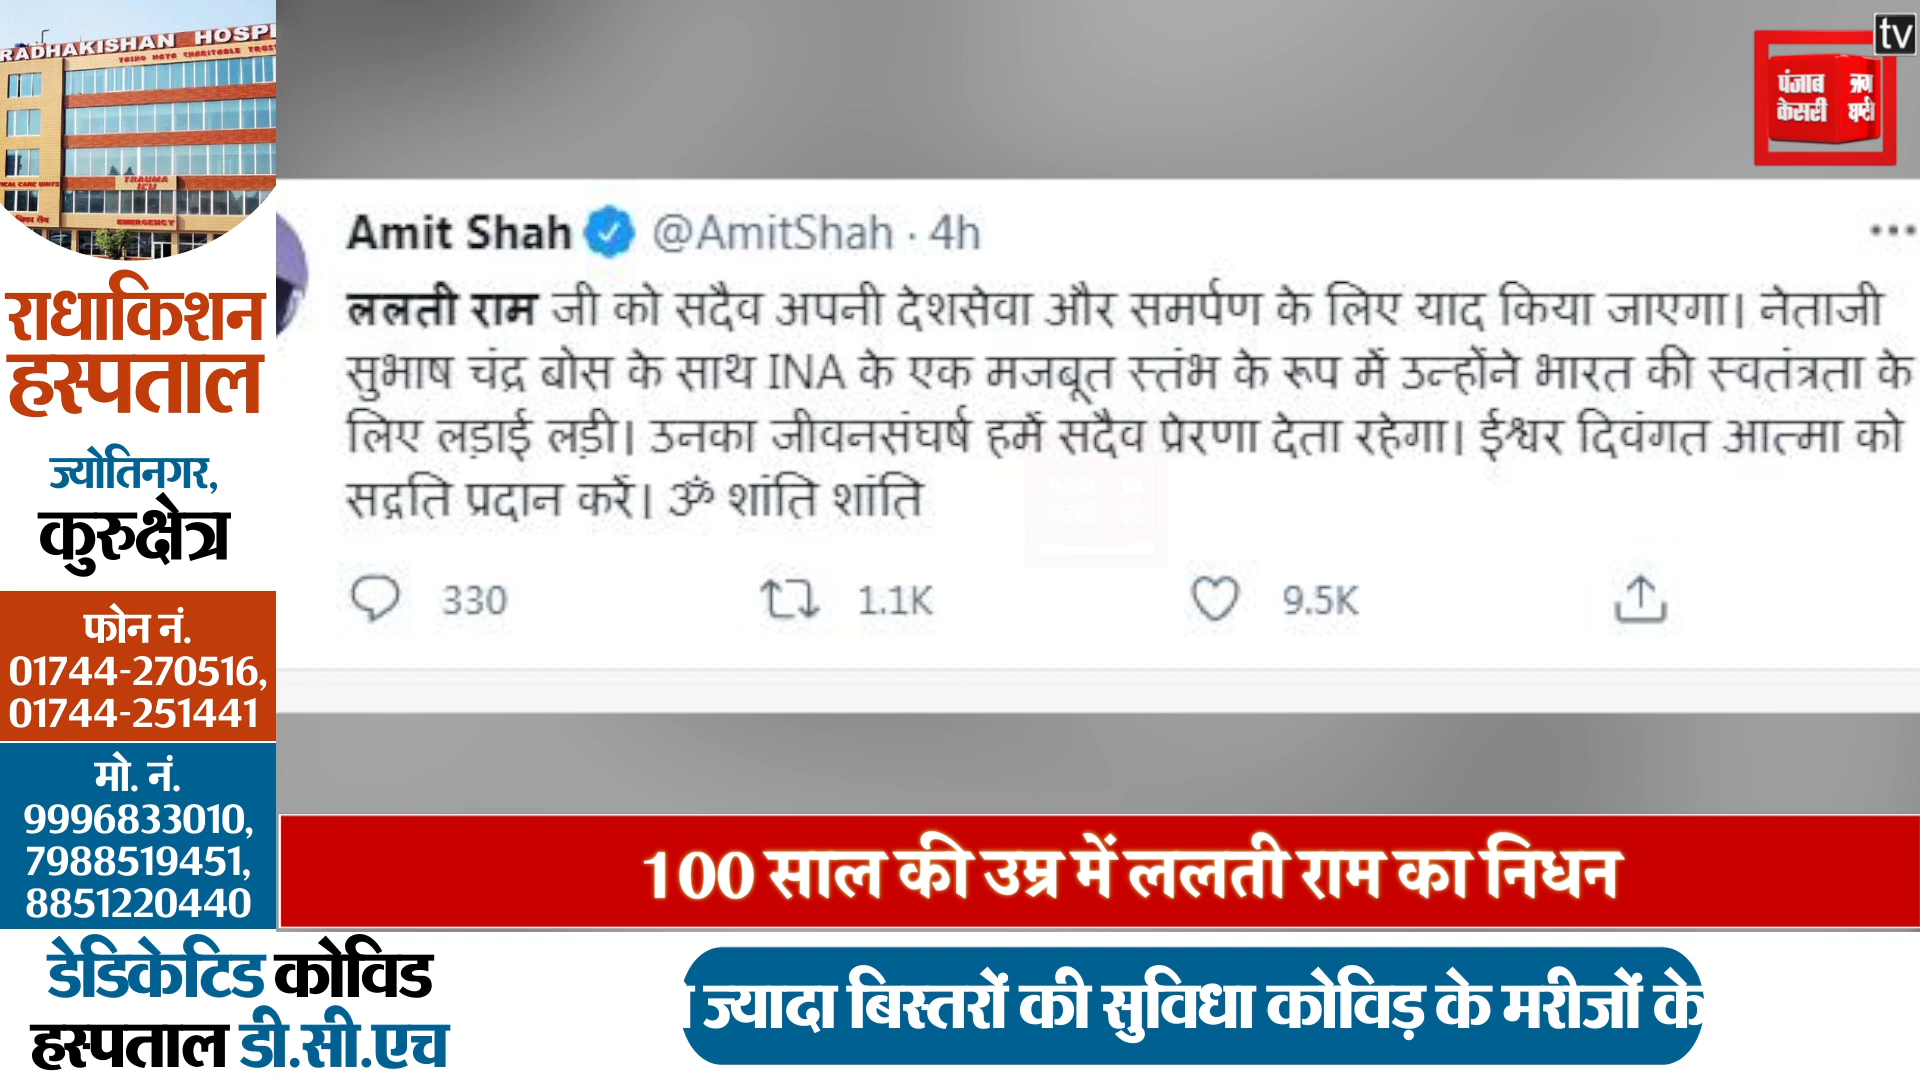 RADHAKISHAN HOSPI
TRAUMA
ICU
EMERGENCY
राधाकिशन
हस्पताल
ज्योतिनगर,
कुरुक्षेत्र
फोन नं.
01744-270516,
01744-251441
मो. नं.
9996833010,
7988519451,
8851220440
डेडिकेटिड कोविड
हस्पताल डी.सी.एच
tv
पंजाब
केसरी
Amit Shah @AmitShah · 4h
ललती राम जी को सदैव अपनी देशसेवा और समर्पण के लिए याद किया जाएगा। नेताजी
सुभाष चंद्र बोस के साथ INA के एक मजबूत स्तंभ के रूप में उन्होंने भारत की स्वतंत्रता के
लिए लड़ाई लड़ी। उनका जीवनसंघर्ष हमें सदैव प्रेरणा देता रहेगा। ईश्वर दिवंगत आत्मा को
सद्गति प्रदान करें। ॐ शांति शांति
330 1.1K 9.5K
100 साल की उम्र में ललती राम का निधन
ज्यादा बिस्तरों की सुविधा कोविड़ के मरीजों के